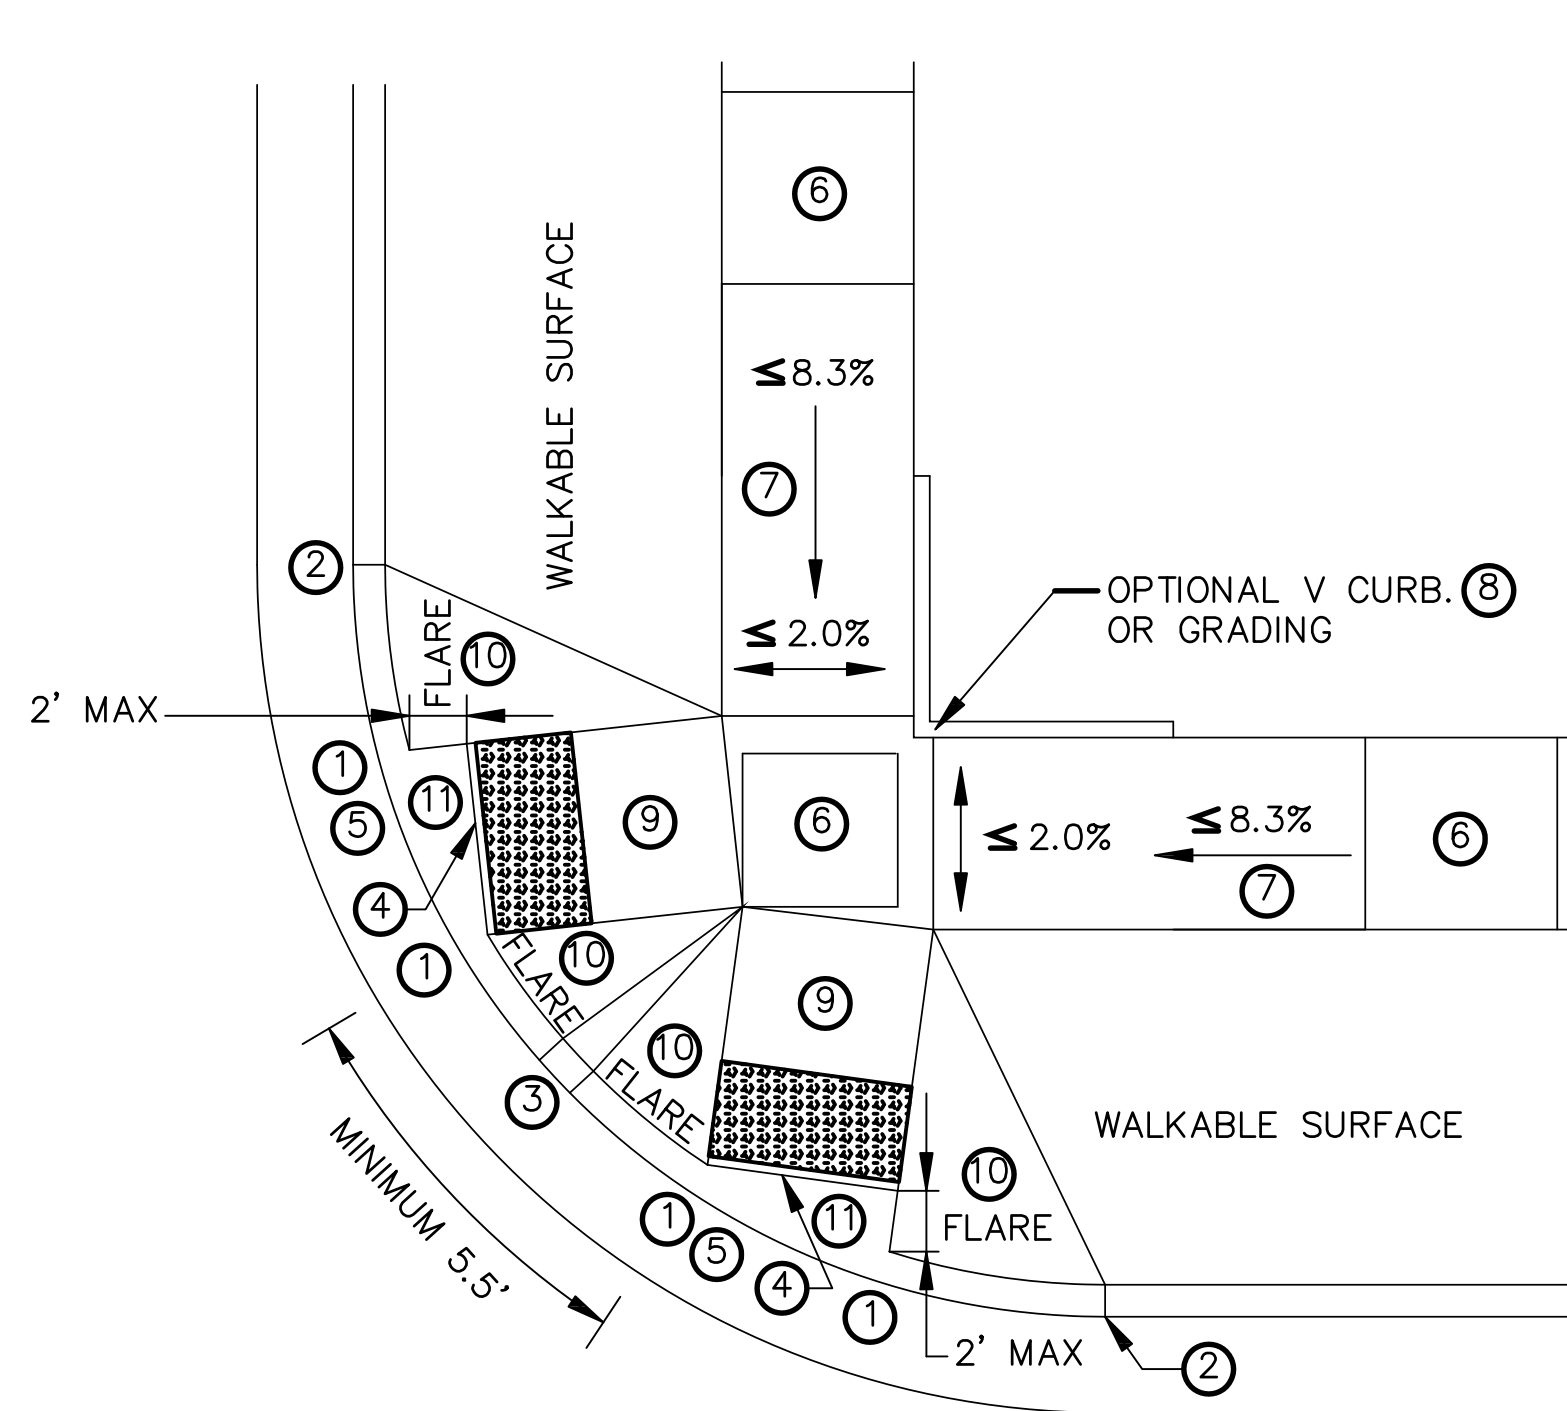 6
WALKABLE SURFACE
≤8.3%
7
≤ 2.0%
2
OPTIONAL V CURB. 8
OR GRADING
FLARE
10
2' MAX
1
5
11
4
1
9
6
≤ 2.0%
≤8.3%
7
6
10
FLARE
9
10
FLARE
3
MINIMUM 5.5'
WALKABLE SURFACE
10
FLARE
1
5
11
4
1
2' MAX
2